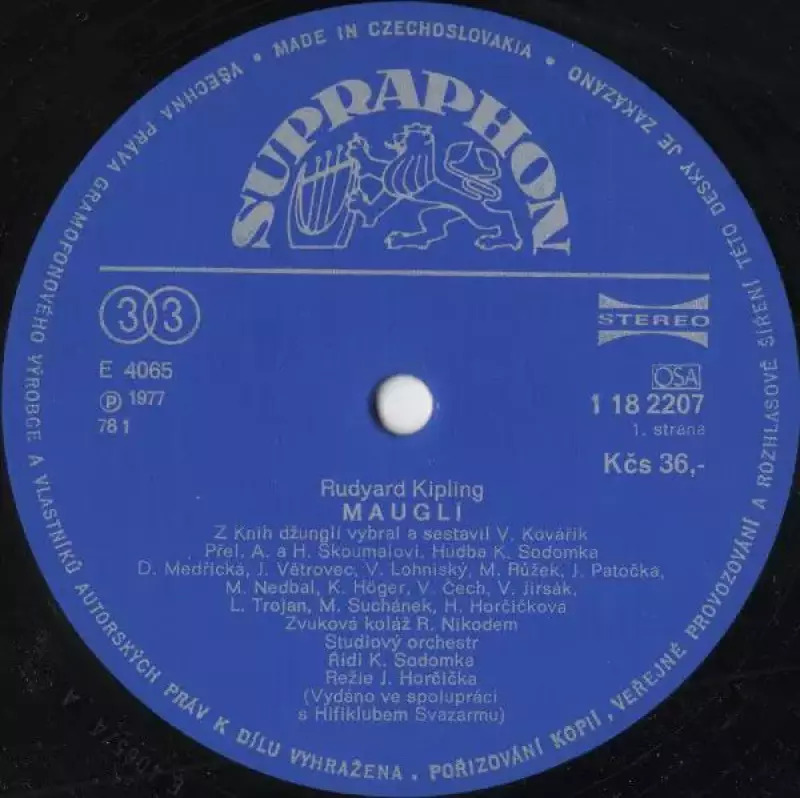 MADE IN CZECHOSLOVAKIA •
SUPRAPHON
33
STEREO
E 4065
OSA
Ⓟ 1977
1 18 2207
78 1
1. strana
Kčs 36,-
Rudyard Kipling
MAUGLÍ
Z Knih džunglí vybral a sestavil V. Kovářík
Přel. A. a H. Skoumalovi. Hudba K. Sodomka
D. Medřická, J. Větrovec, V. Lohniský, M. Růžek, J. Patočka,
M. Nedbal, K. Höger, V. Čech, V. Jirsák,
L. Trojan, M. Suchánek, H. Horčičková
Zvuková koláž R. Nikodem
Studiový orchestr
Řídí K. Sodomka
Režie J. Horčička
(Vydáno ve spolupráci
s Hifiklubem Svazarmu)
VŠECHNA PRÁVA GRAMOFONOVÉHO VÝROBCE A VLASTNÍKŮ AUTORSKÝCH PRÁV K DÍLU VYHRAŽENA . POŘIZOVÁNÍ KOPIÍ, VEŘEJNÉ PROVOZOVÁNÍ A ROZHLASOVÉ ŠÍŘENÍ TÉTO DESKY JE ZAKÁZÁNO •